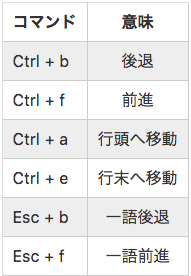 コマンド 意味
Ctrl + b 後退
Ctrl + f 前進
Ctrl + a 行頭へ移動
Ctrl + e 行末へ移動
Esc + b 一語後退
Esc + f 一語前進